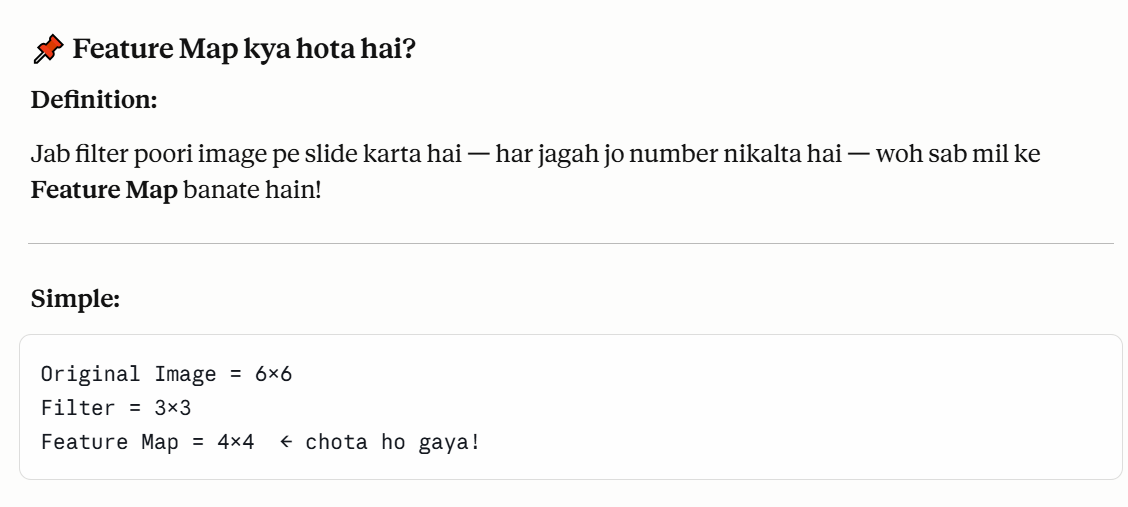 📌 Feature Map kya hota hai?
Definition:
Jab filter poori image pe slide karta hai — har jagah jo number nikalta hai — woh sab mil ke
Feature Map banate hain!
Simple:
Original Image = 6×6
Filter = 3×3
Feature Map = 4×4  ← chota ho gaya!